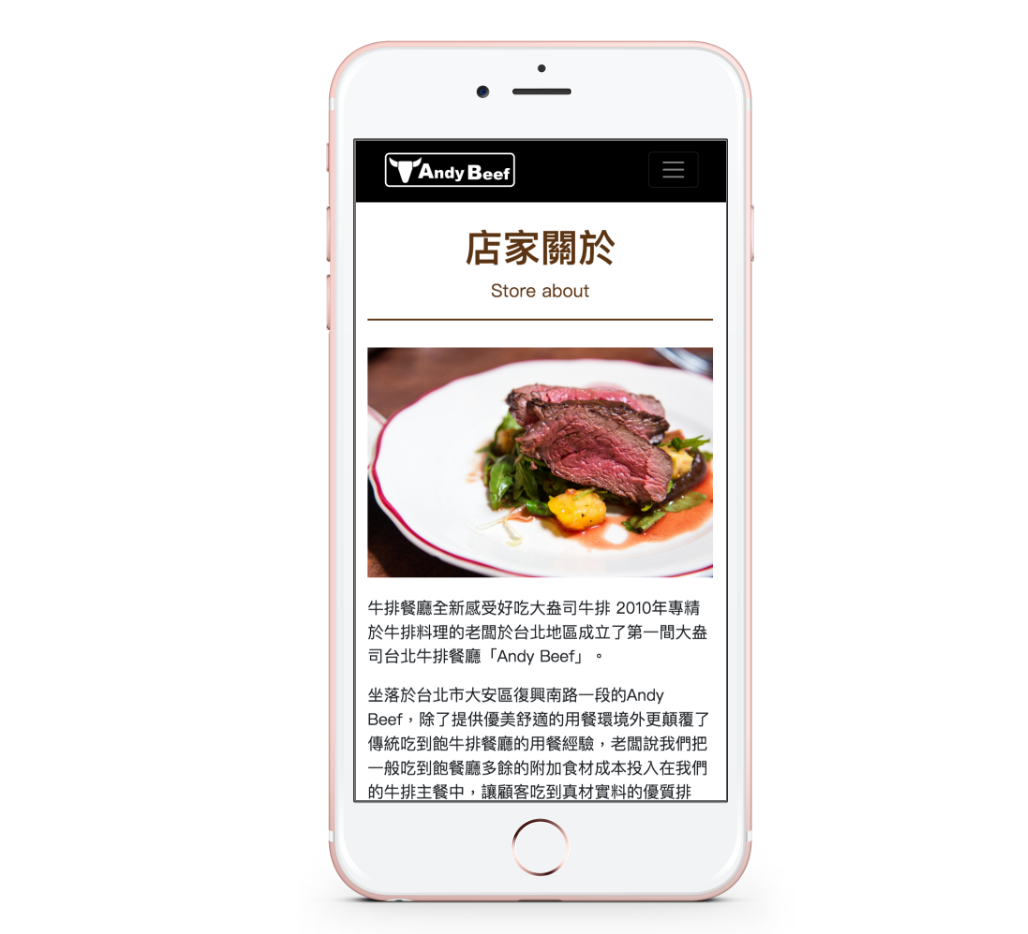 Andy Beef
店家關於
Store about
牛排餐廳全新感受好吃大盎司牛排 2010年專精
於牛排料理的老闆於台北地區成立了第一間大盎
司台北牛排餐廳「Andy Beef」。
坐落於台北市大安區復興南路一段的Andy
Beef，除了提供優美舒適的用餐環境外更顛覆了
傳統吃到飽牛排餐廳的用餐經驗，老闆說我們把
一般吃到飽餐廳多餘的附加食材成本投入在我們
的牛排主餐中，讓顧客吃到真材實料的優質排